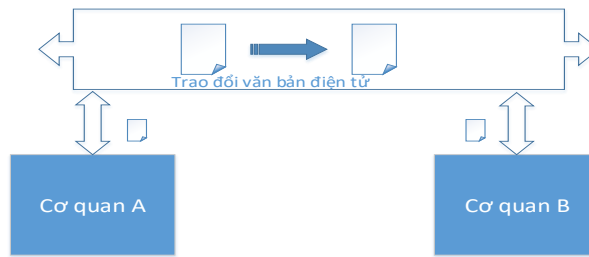 Trao đổi văn bản điện tử
Cơ quan A
Cơ quan B